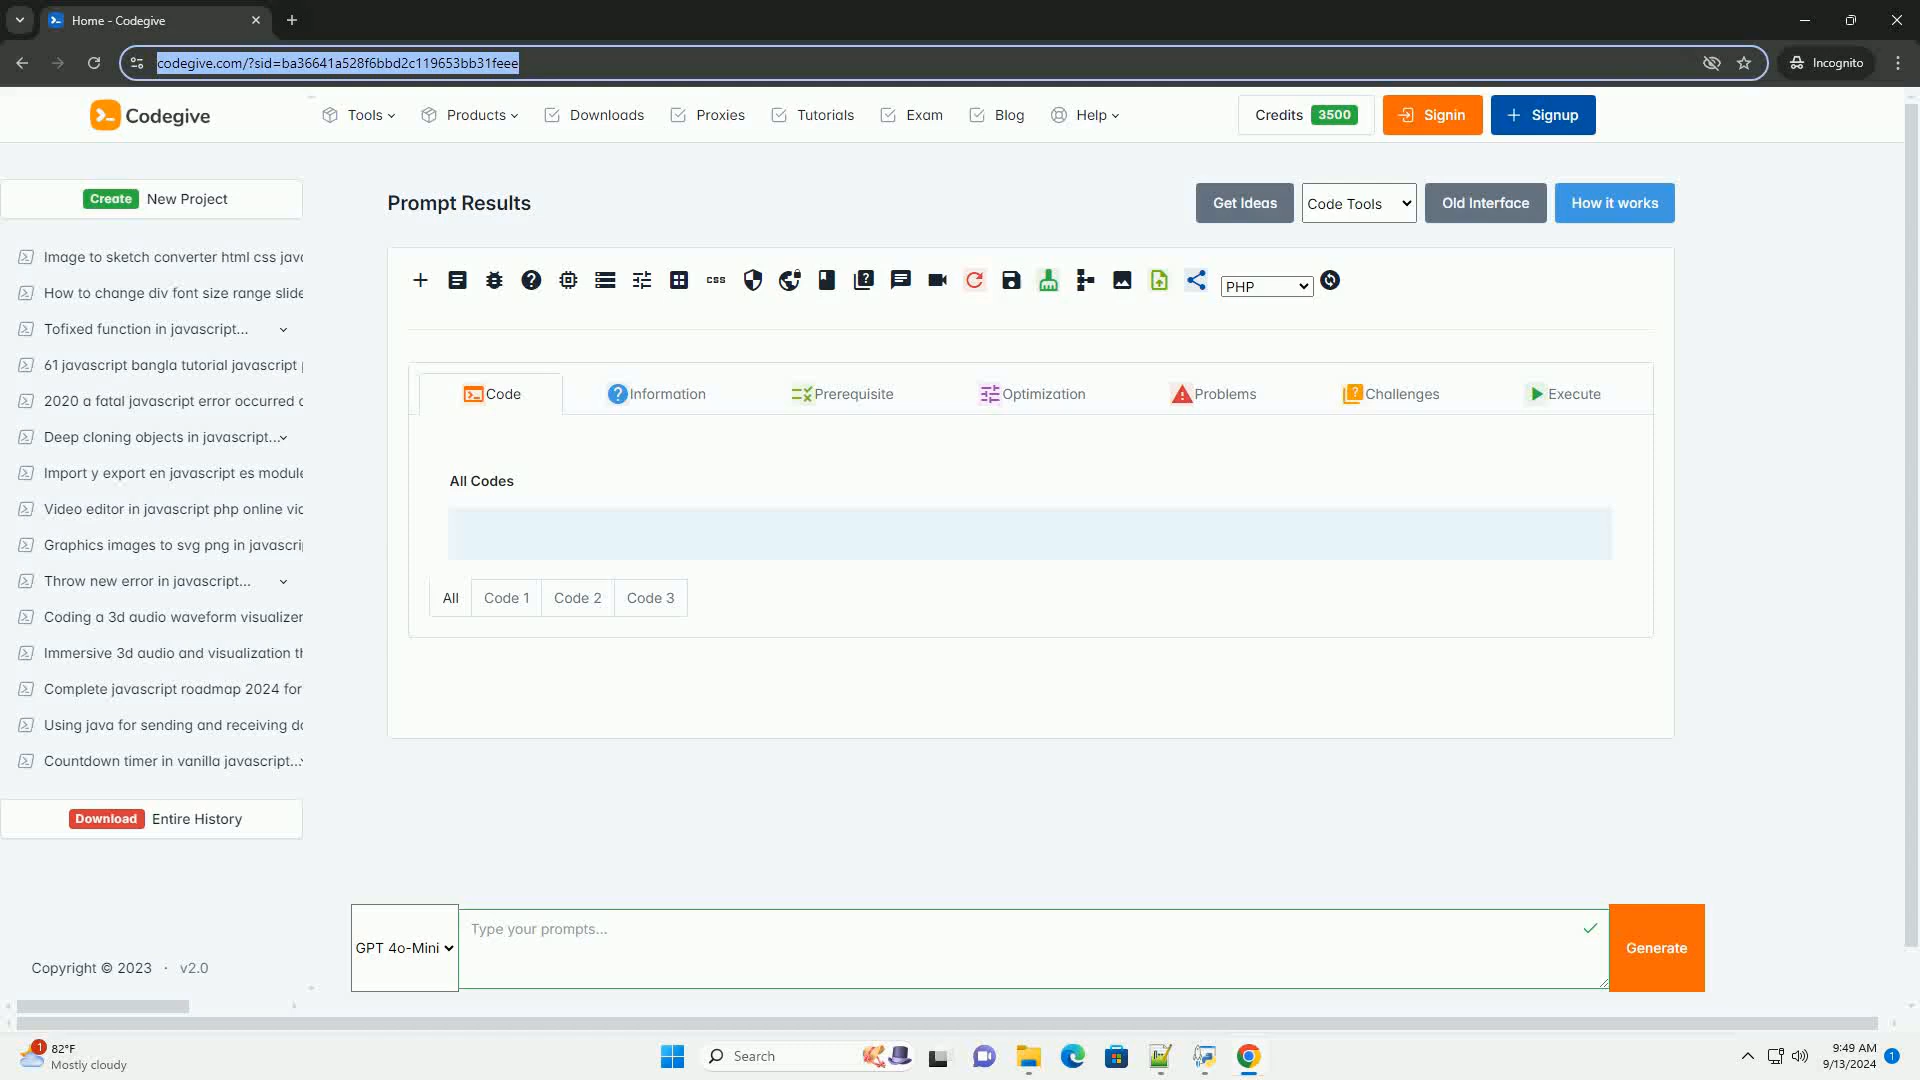 Home - Codegive
codegive.com/?sid=ba36641a528f6bbd2c119653bb31feee
Incognito
Codegive
Tools
Products
Downloads
Proxies
Tutorials
Exam
Blog
Help
Credits 3500
Signin
Signup
Create New Project
Image to sketch converter html css java
How to change div font size range slide
Tofixed function in javascript...
61 javascript bangla tutorial javascript
2020 a fatal javascript error occurred
Deep cloning objects in javascript...
Import y export en javascript es module
Video editor in javascript php online vi
Graphics images to svg png in javascri
Throw new error in javascript...
Coding a 3d audio waveform visualizer
Immersive 3d audio and visualization th
Complete javascript roadmap 2024 for
Using java for sending and receiving da
Countdown timer in vanilla javascript...
Download Entire History
Copyright © 2023 · v2.0
Prompt Results
Get Ideas
Code Tools
Old Interface
How it works
CSS
PHP
Code
Information
Prerequisite
Optimization
Problems
Challenges
Execute
All Codes
All
Code 1
Code 2
Code 3
GPT 4o-Mini
Type your prompts...
Generate
1
82°F
Mostly cloudy
Search
9:49 AM
9/13/2024
1